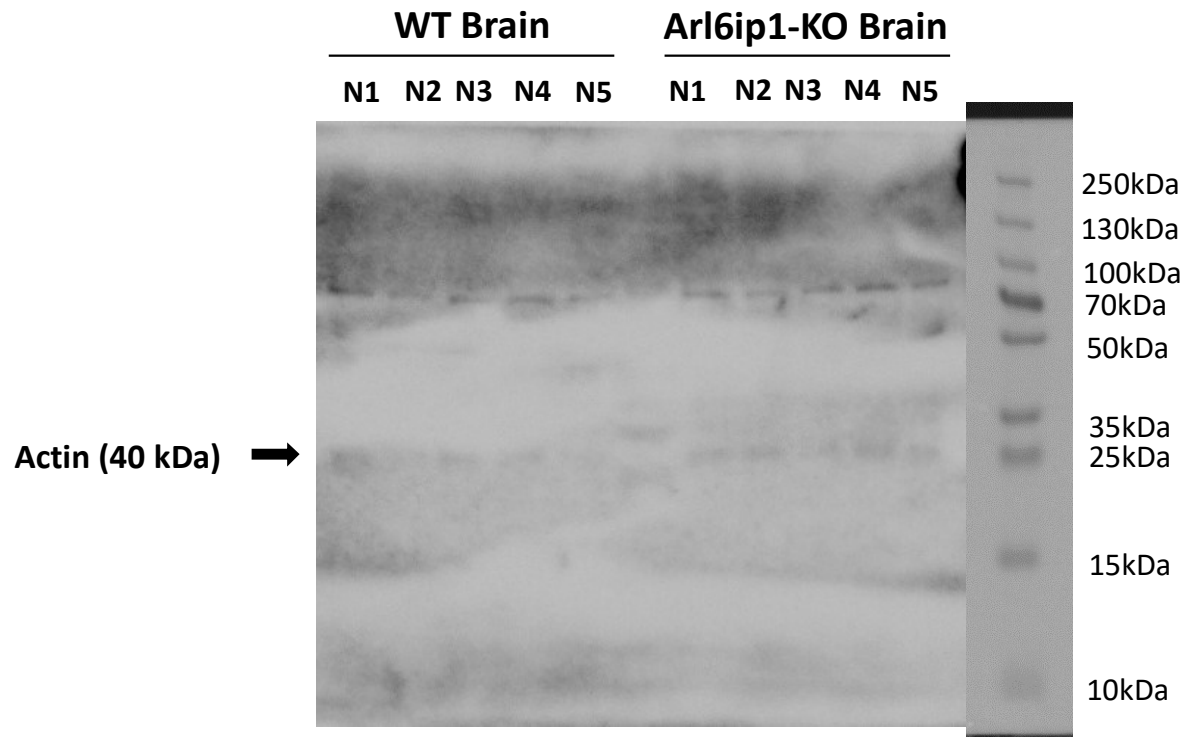 WT Brain
Arl6ip1-KO Brain
N1 N2 N3 N4 N5
N1 N2 N3 N4 N5
250kDa
130kDa
100kDa
70kDa
50kDa
35kDa
Actin (40 kDa)
25kDa
15kDa
10kDa